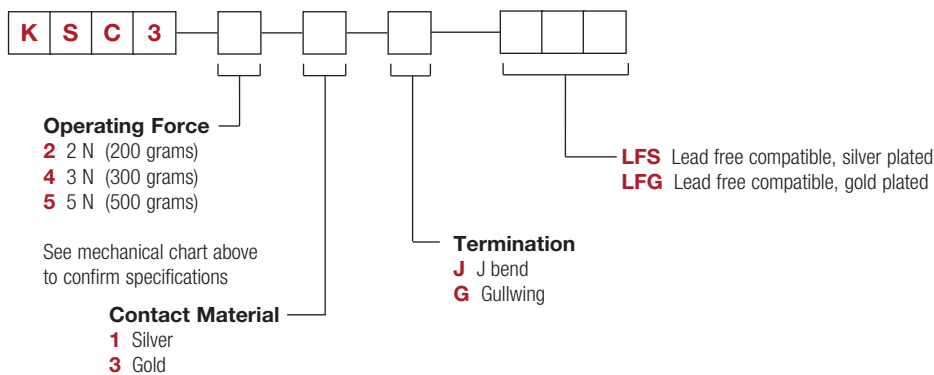 K S C 3
Operating Force
2 2 N (200 grams)
4 3 N (300 grams)
5 5 N (500 grams)
See mechanical chart above
to confirm specifications
Contact Material
1 Silver
3 Gold
Termination
J J bend
G Gullwing
LFS Lead free compatible, silver plated
LFG Lead free compatible, gold plated